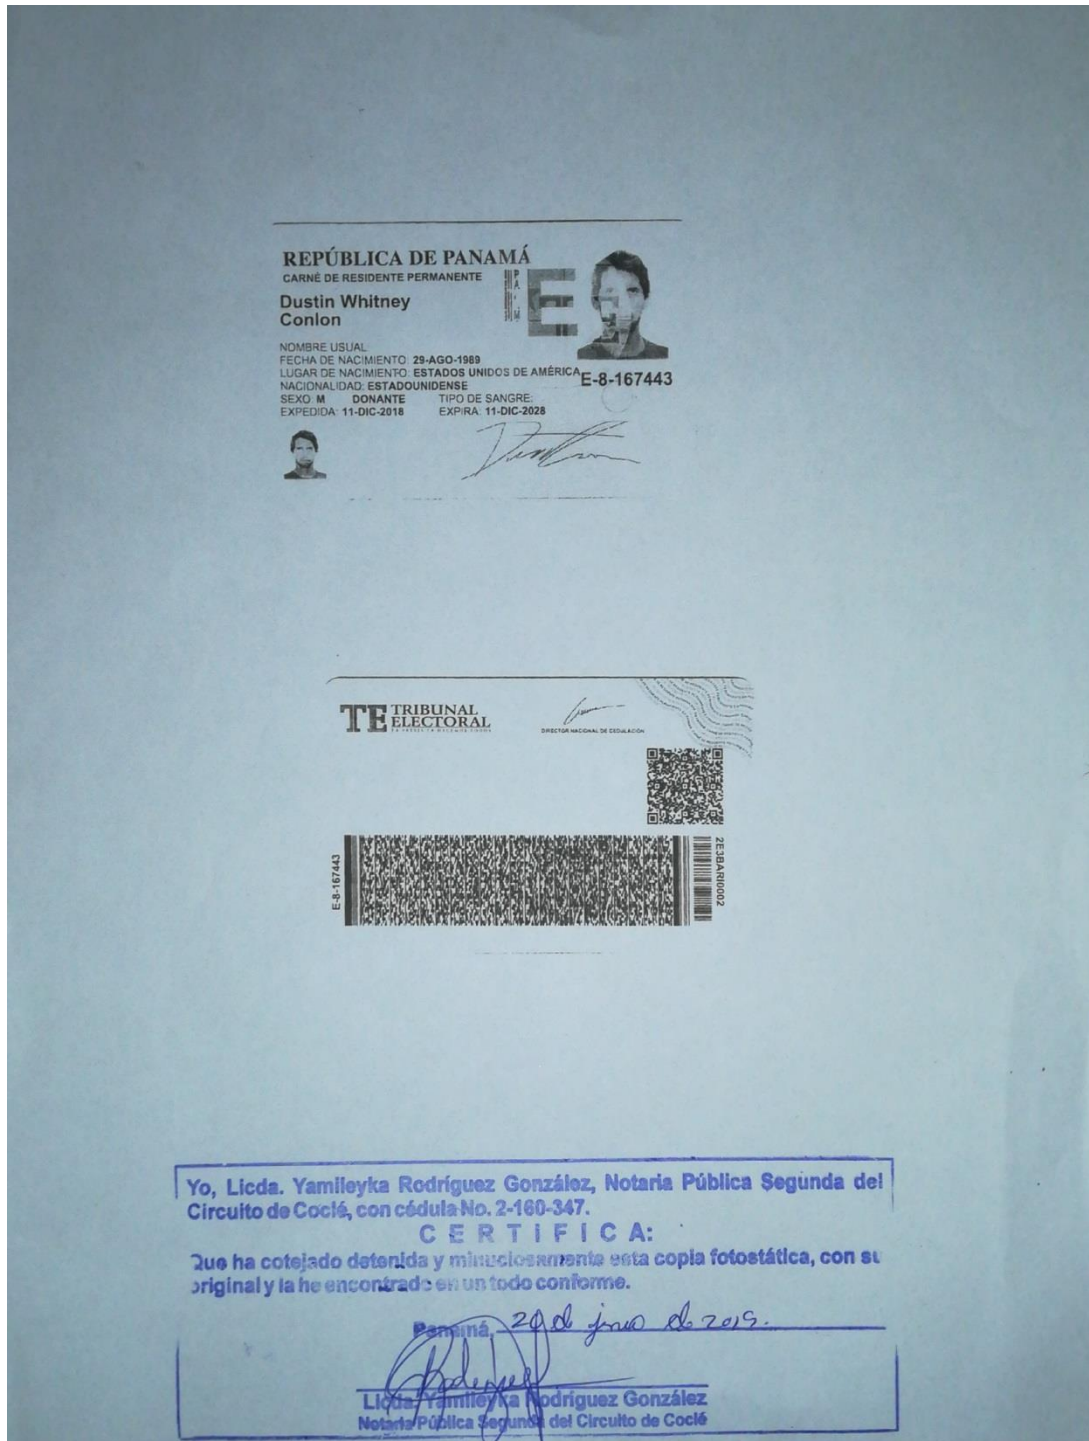 REPÚBLICA DE PANAMÁ
CARNÉ DE RESIDENTE PERMANENTE
Dustin Whitney
Conlon
E
NOMBRE USUAL
FECHA DE NACIMIENTO: 29-AGO-1989
LUGAR DE NACIMIENTO: ESTADOS UNIDOS DE AMÉRICA
NACIONALIDAD: ESTADOUNIDENSE
E-8-167443
SEXO: M DONANTE TIPO DE SANGRE:
EXPEDIDA: 11-DIC-2018 EXPIRA: 11-DIC-2028
TE TRIBUNAL
ELECTORAL
DIRECTOR NACIONAL DE CEDULACIÓN
E-8-167443
2E3BARI0002
Yo, Licda. Yamileyka Rodríguez González, Notaria Pública Segunda del
Circuito de Coclé, con cédula No. 2-160-347.
CERTIFICA:
Que ha cotejado detenida y minuciosamente esta copia fotostática, con su
original y la he encontrado en un todo conforme.
Panamá, de de 2019.
Licda. Yamileyka Rodríguez González
Notaria Pública Segunda del Circuito de Coclé